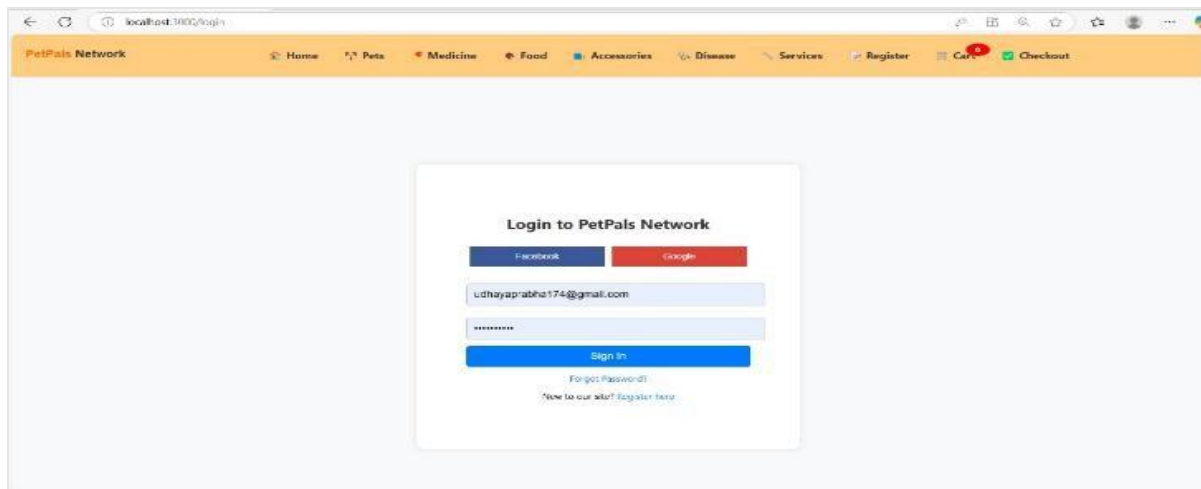 localhost:3000/login
PetPals Network Home Pets Medicine Food Accessories Disease Services Register Cart 0 Checkout
Login to PetPals Network
Facebook Google
udhayaprabha174@gmail.com
••••••••••
Sign In
Forgot Password?
New to our site? Register here